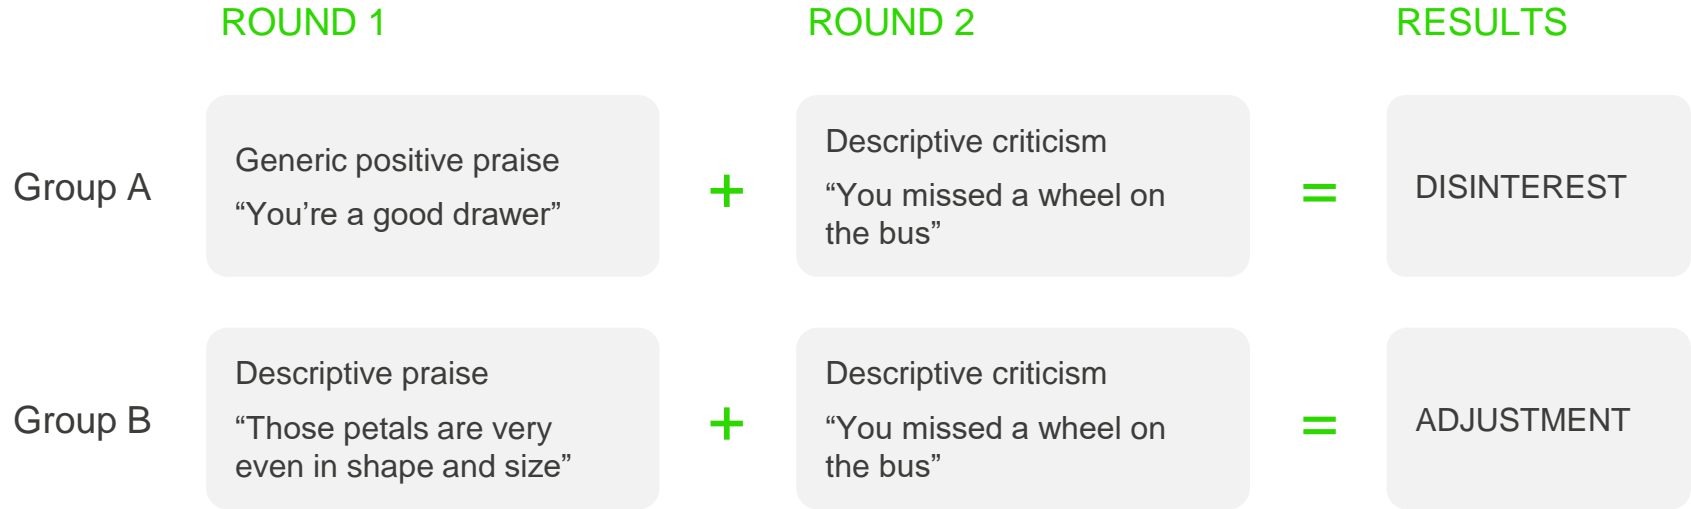 ROUND 1
ROUND 2
RESULTS
Group A
Generic positive praise
“You’re a good drawer”
+
Descriptive criticism
“You missed a wheel on
the bus”
=
DISINTEREST
Group B
Descriptive praise
“Those petals are very
even in shape and size”
+
Descriptive criticism
“You missed a wheel on
the bus”
=
ADJUSTMENT